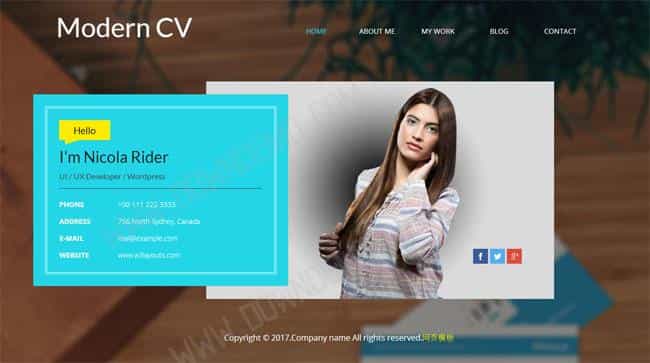 Modern CV
HOME ABOUT ME MY WORK BLOG CONTACT
Hello
I'm Nicola Rider
UI / UX Developer / Wordpress
PHONE +00 111 222 3333
ADDRESS 756 North Sydney, Canada
E-MAIL mail@example.com
WEBSITE www.w3layouts.com
Copyright © 2017.Company name All rights reserved.网页模板